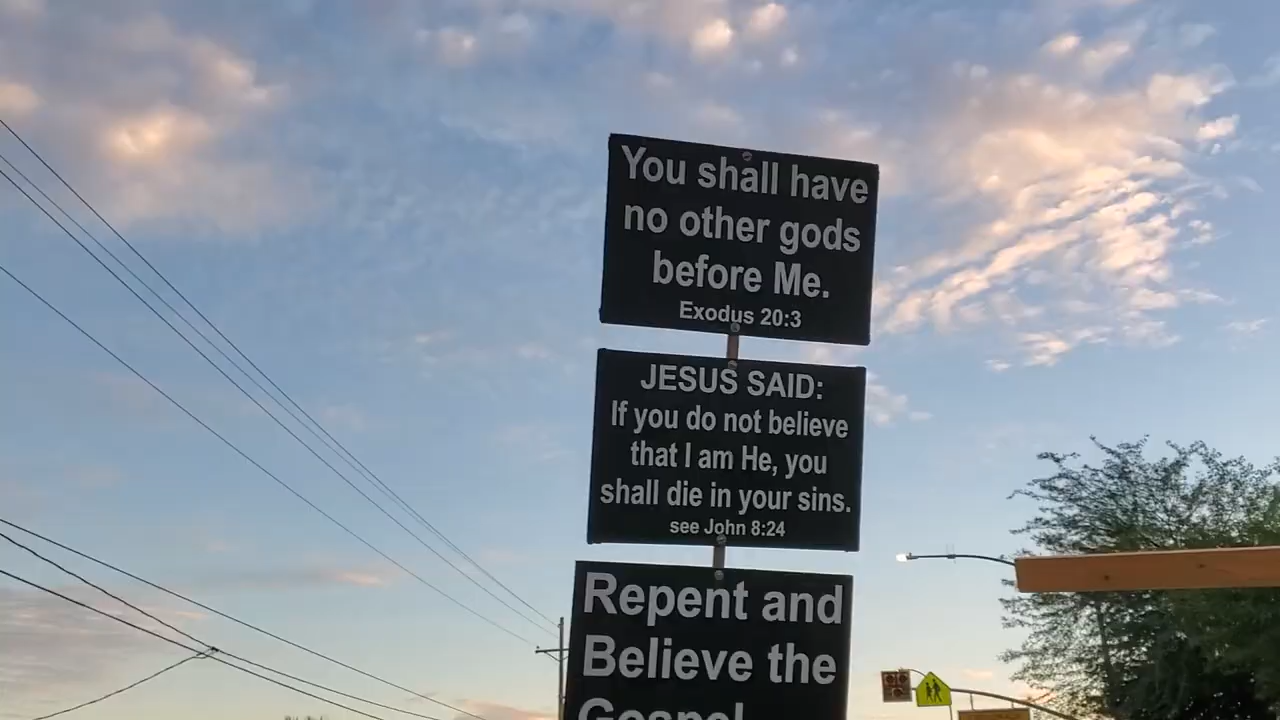 You shall have
no other gods
before Me.
Exodus 20:3
JESUS SAID:
If you do not believe
that I am He, you
shall die in your sins.
see John 8:24
Repent and
Believe the
Gospel